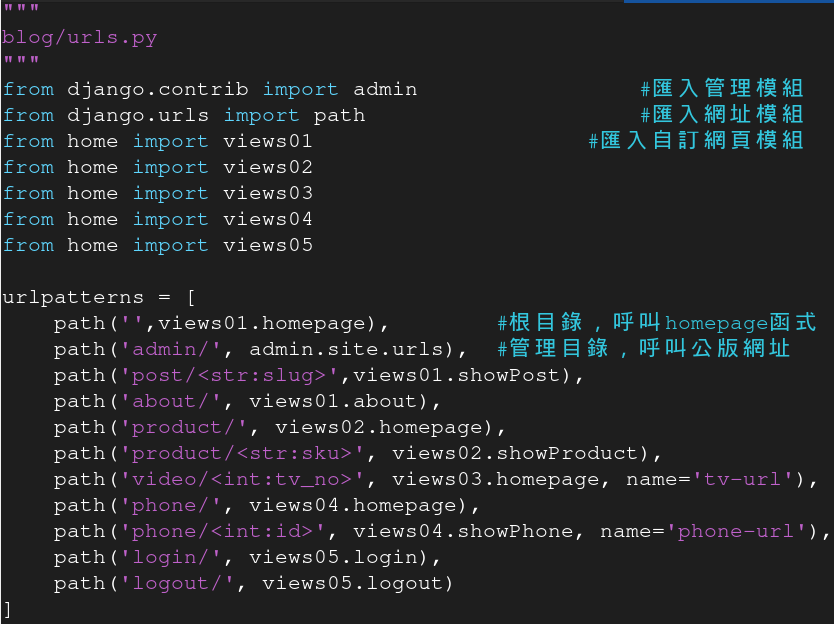 """
blog/urls.py
"""
from django.contrib import admin #匯入管理模組
from django.urls import path #匯入網址模組
from home import views01 #匯入自訂網頁模組
from home import views02
from home import views03
from home import views04
from home import views05
urlpatterns = [
path('',views01.homepage), #根目錄，呼叫homepage函式
path('admin/', admin.site.urls), #管理目錄，呼叫公版網址
path('post/<str:slug>',views01.showPost),
path('about/', views01.about),
path('product/', views02.homepage),
path('product/<str:sku>', views02.showProduct),
path('video/<int:tv_no>', views03.homepage, name='tv-url'),
path('phone/', views04.homepage),
path('phone/<int:id>', views04.showPhone, name='phone-url'),
path('login/', views05.login),
path('logout/', views05.logout)
]